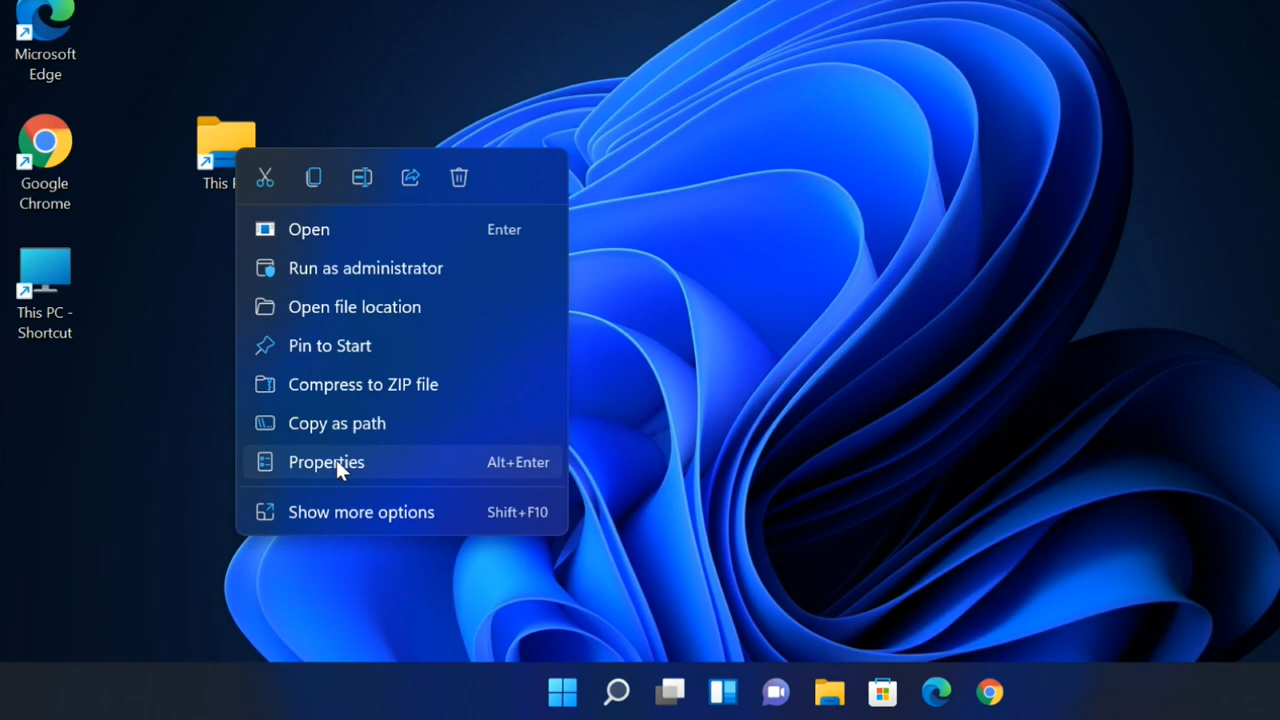 Microsoft
Edge
Google
Chrome
This PC -
Shortcut
This
Open Enter
Run as administrator
Open file location
Pin to Start
Compress to ZIP file
Copy as path
Properties Alt+Enter
Show more options Shift+F10